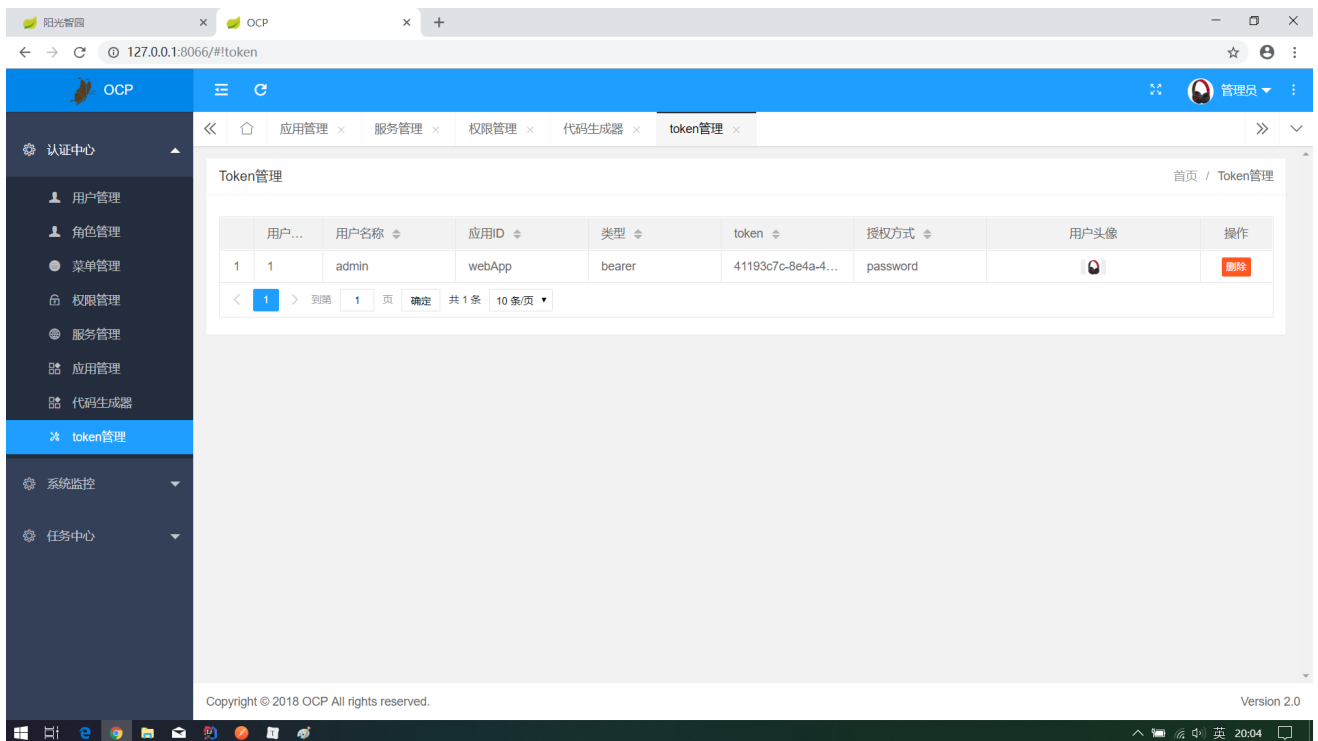 阳光智园
OCP
127.0.0.1:8066/#!token
OCP
管理员
应用管理
服务管理
权限管理
代码生成器
token管理
认证中心
用户管理
角色管理
菜单管理
权限管理
服务管理
应用管理
代码生成器
token管理
系统监控
任务中心
Token管理
首页 / Token管理
用户... 用户名称 应用ID 类型 token 授权方式 用户头像 操作
1 1 admin webApp bearer 41193c7c-8e4a-4... password 删除
1 到第 1 页 确定 共 1 条 10 条/页
Copyright © 2018 OCP All rights reserved.
Version 2.0
英 20:04